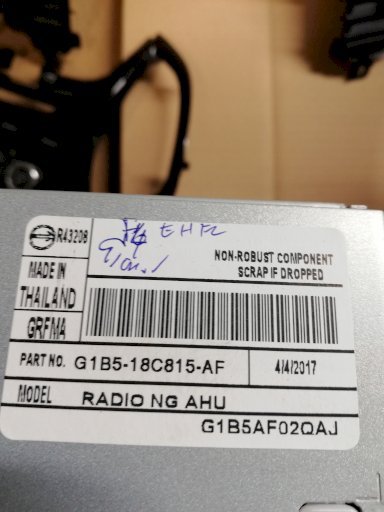 R43208
EHFL
NON-ROBUST COMPONENT
SCRAP IF DROPPED
MADE IN
THAILAND
GRFMA
PART NO. G1B5-18C815-AF 4/4/2017
MODEL RADIO NG AHU
G1B5AF02QAJ